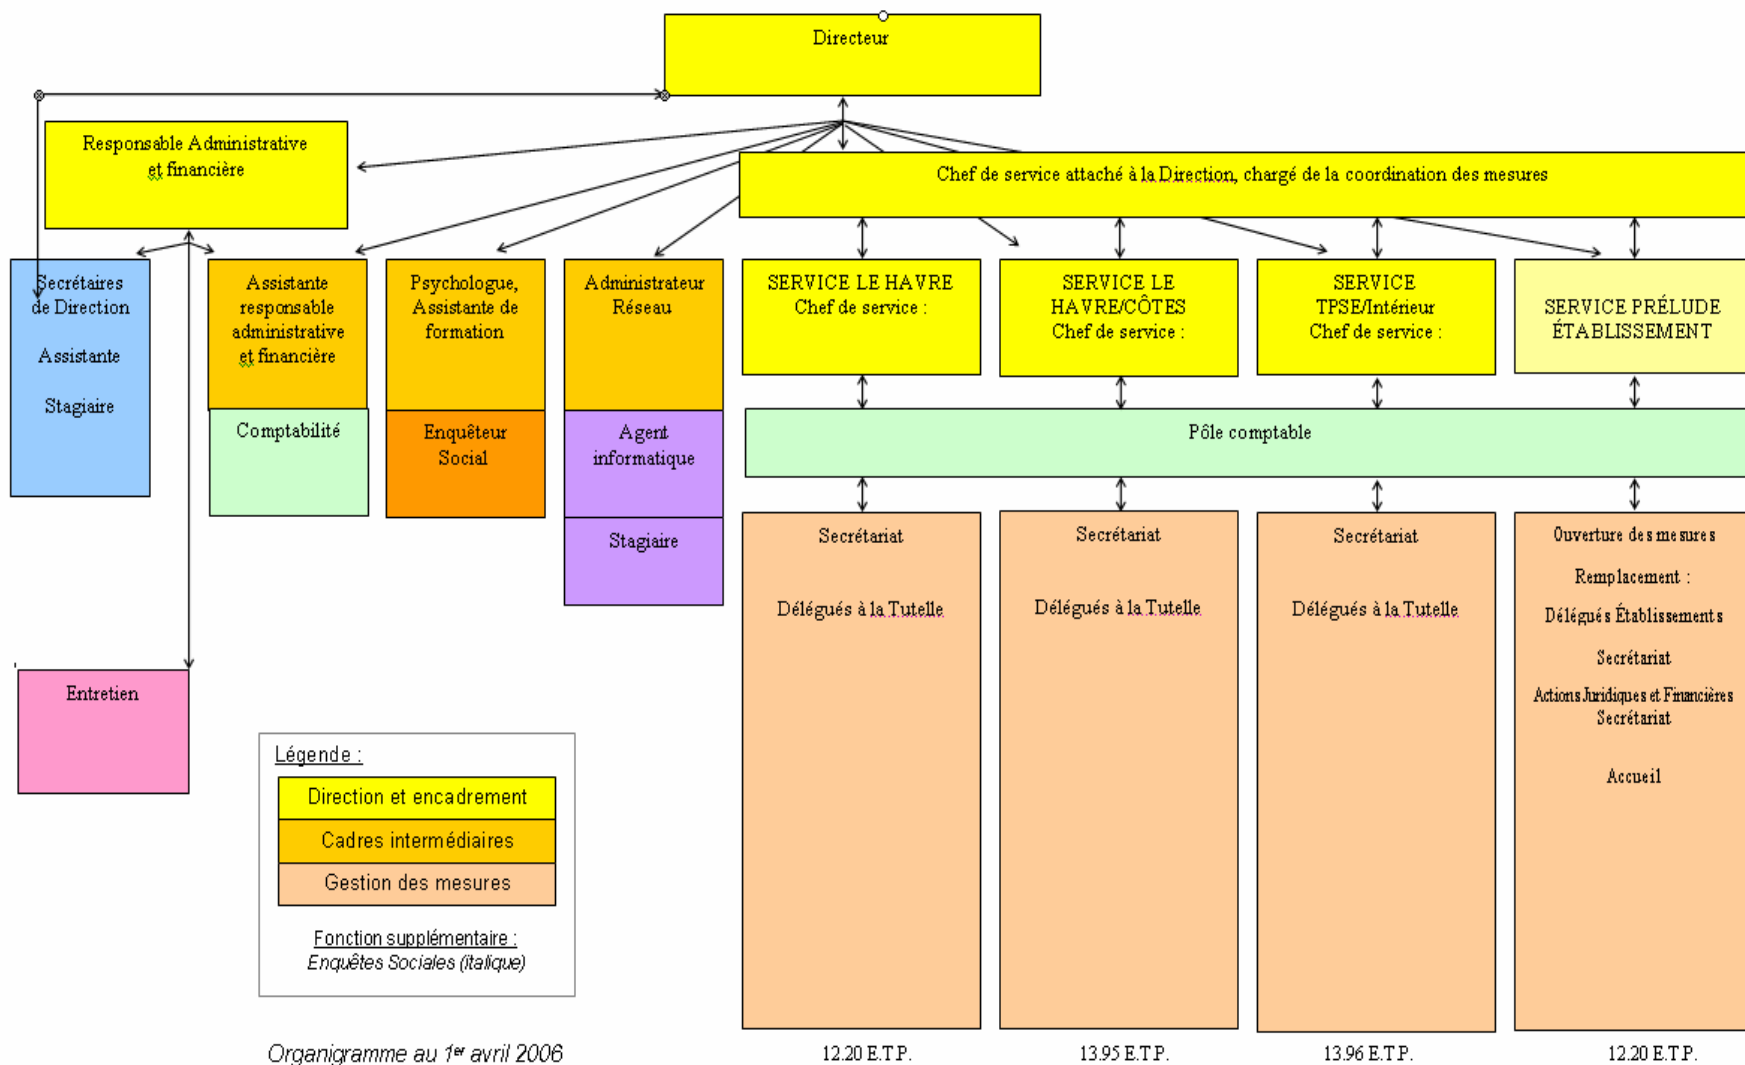 Directeur
Responsable Administrative
et financière
Chef de service attaché à la Direction, chargé de la coordination des mesures
Secrétaires
de Direction
Assistante
Stagiaire
Assistante
responsable
administrative
et financière
Comptabilité
Psychologue,
Assistante de
formation
Enquêteur
Social
Administrateur
Réseau
Agent
informatique
Stagiaire
SERVICE LE HAVRE
Chef de service :
SERVICE LE
HAVRE/CÔTES
Chef de service :
SERVICE
TPSE/Intérieur
Chef de service :
SERVICE PRÉLUDE
ÉTABLISSEMENT
Pôle comptable
Secrétariat
Délégués à la Tutelle
Secrétariat
Délégués à la Tutelle
Secrétariat
Délégués à la Tutelle
Ouverture des mesures
Remplacement :
Délégués Établissements
Secrétariat
Actions Juridiques et Financières
Secrétariat
Accueil
Entretien
Légende :
Direction et encadrement
Cadres intermédiaires
Gestion des mesures
Fonction supplémentaire :
Enquêtes Sociales (italique)
Organigramme au 1er avril 2006
12.20 E.T.P.
13.95 E.T.P.
13.96 E.T.P.
12.20 E.T.P.